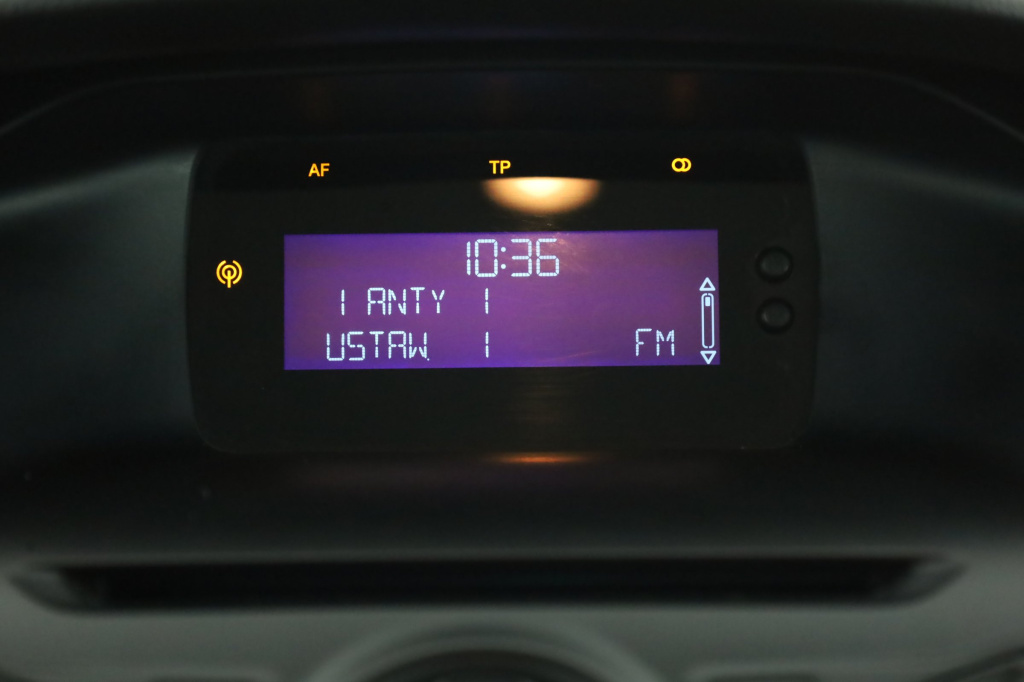 AF TP
10:36
I ANTY I
USTAW. I FM